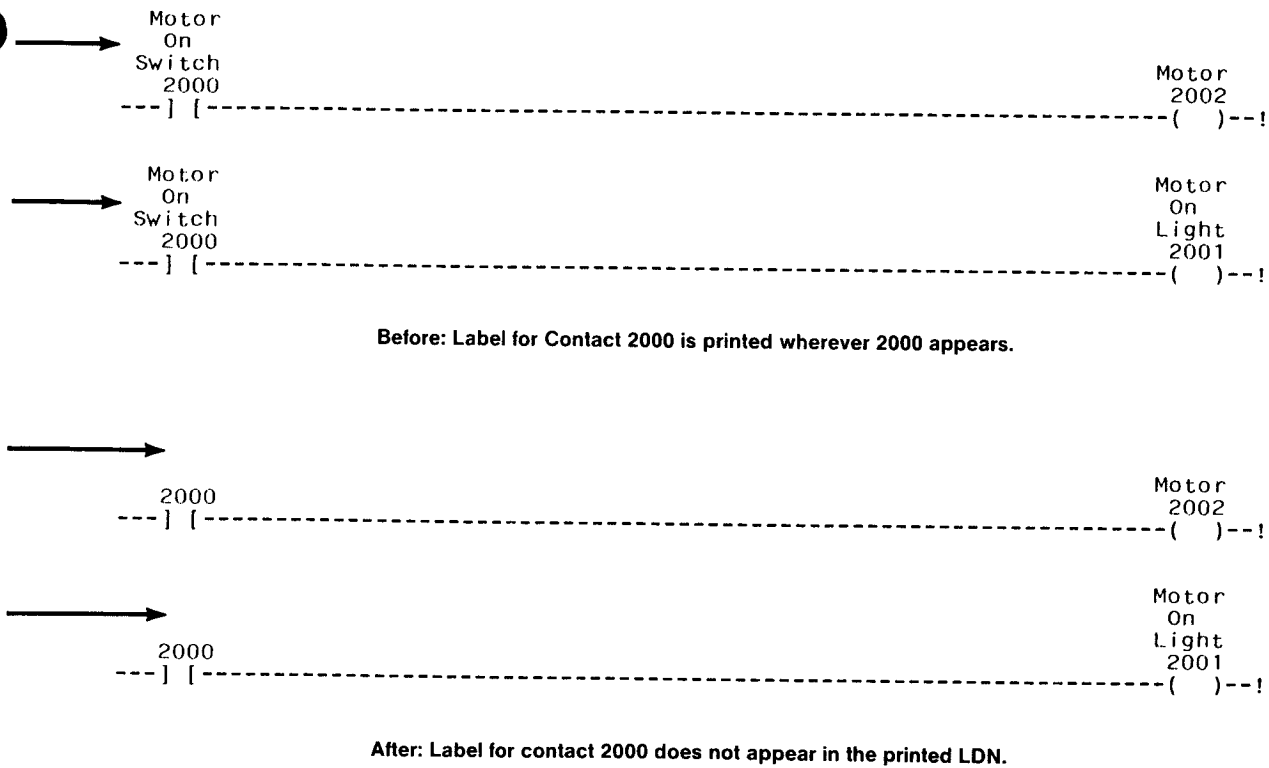 Motor
On
Switch
2000
Motor
2002
---] [------------------------------------------------------------------------( )--!
Motor
On
Switch
2000
Motor
On
Light
2001
---] [------------------------------------------------------------------------( )--!
Before: Label for Contact 2000 is printed wherever 2000 appears.
2000
Motor
2002
---] [------------------------------------------------------------------------( )--!
2000
Motor
On
Light
2001
---] [------------------------------------------------------------------------( )--!
After: Label for contact 2000 does not appear in the printed LDN.